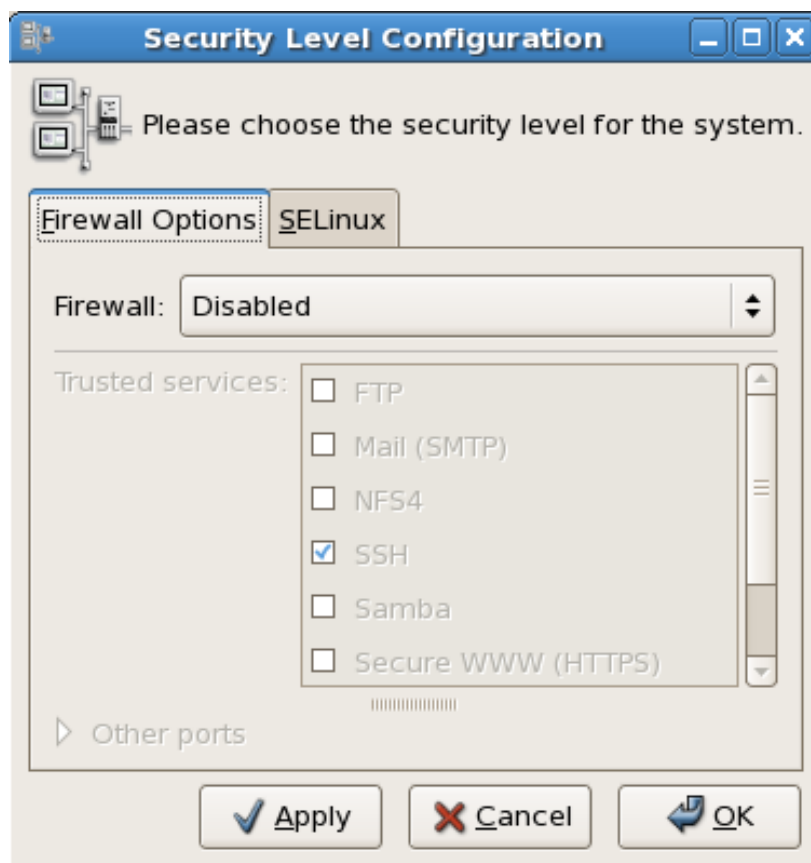 Security Level Configuration
Please choose the security level for the system.
Firewall Options SELinux
Firewall: Disabled
Trusted services: FTP
Mail (SMTP)
NFS4
SSH
Samba
Secure WWW (HTTPS)
Other ports
Apply Cancel OK